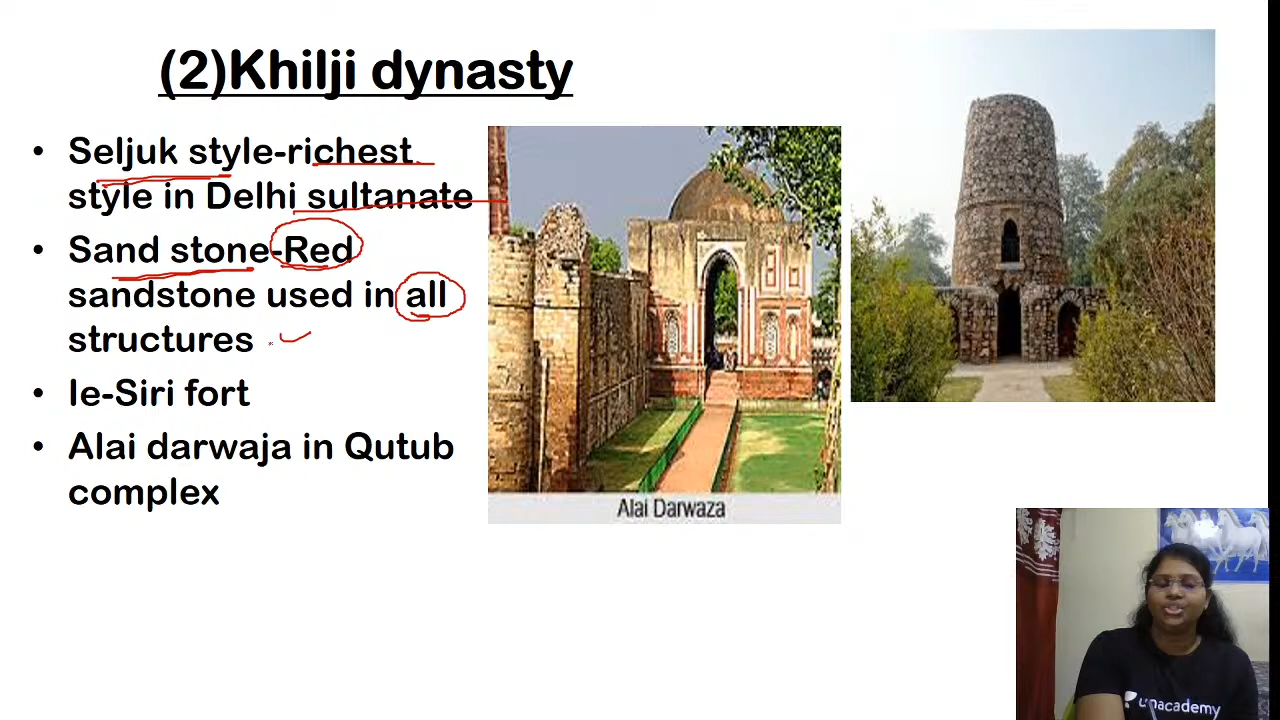 (2)Khilji dynasty
• Seljuk style-richest
style in Delhi sultanate
• Sand stone-Red
sandstone used in all
structures
• Ie-Siri fort
• Alai darwaja in Qutub
complex
Alai Darwaza
unacademy